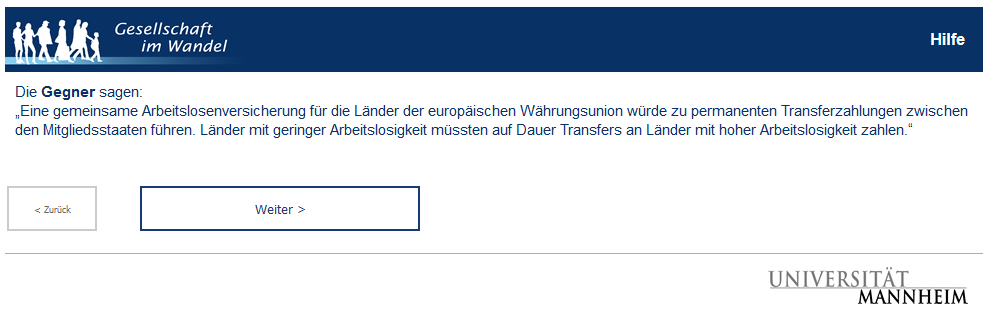 Gesellschaft
im Wandel
Hilfe
Die Gegner sagen:
„Eine gemeinsame Arbeitslosenversicherung für die Länder der europäischen Währungsunion würde zu permanenten Transferzahlungen zwischen
den Mitgliedsstaaten führen. Länder mit geringer Arbeitslosigkeit müssten auf Dauer Transfers an Länder mit hoher Arbeitslosigkeit zahlen.“
< Zurück
Weiter >
UNIVERSITÄT
MANNHEIM